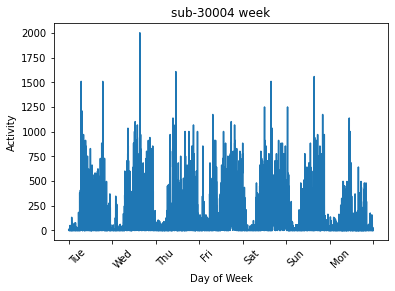 sub-30004 week
2000
1750
1500
1250
1000
750
500
250
0
Activity
Tue
Wed
Thu
Fri
Sat
Sun
Mon
Day of Week